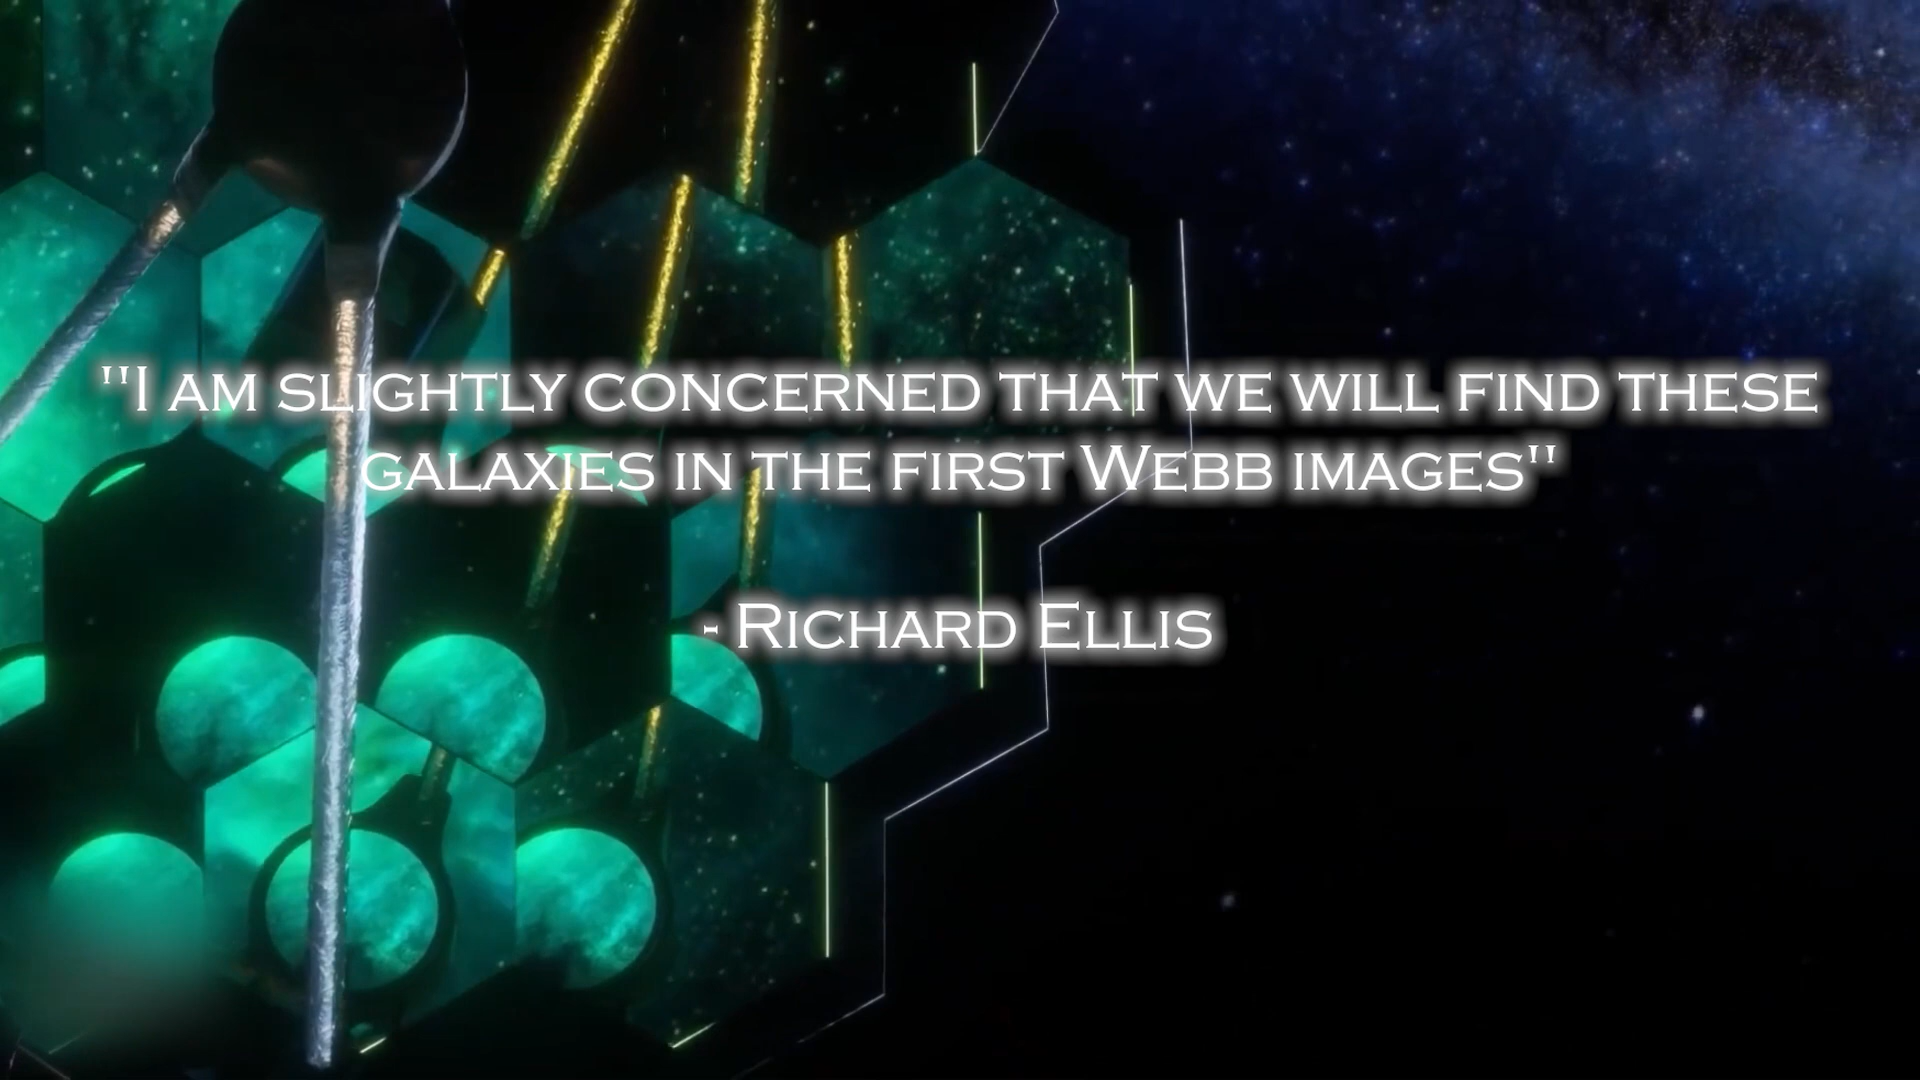 "I am slightly concerned that we will find these
galaxies in the first Webb images"
- Richard Ellis